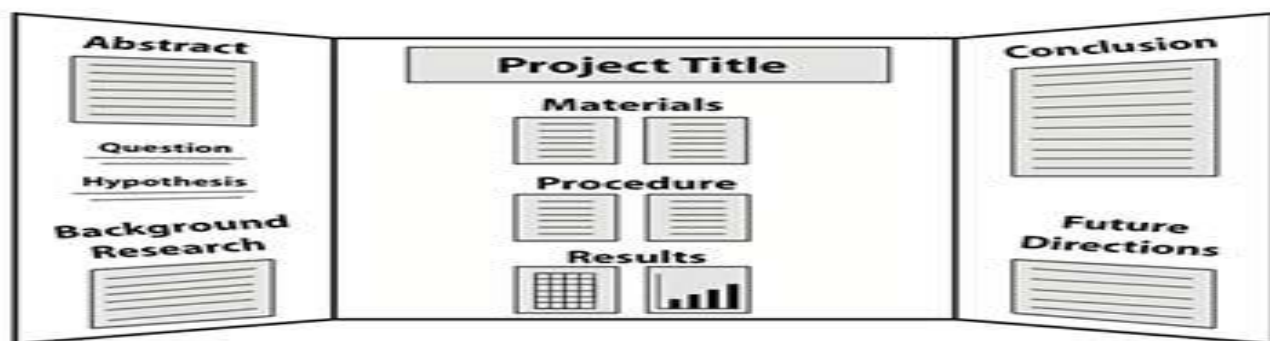 Abstract
Question
Hypothesis
Background
Research
Project Title
Materials
Procedure
Results
Conclusion
Future
Directions